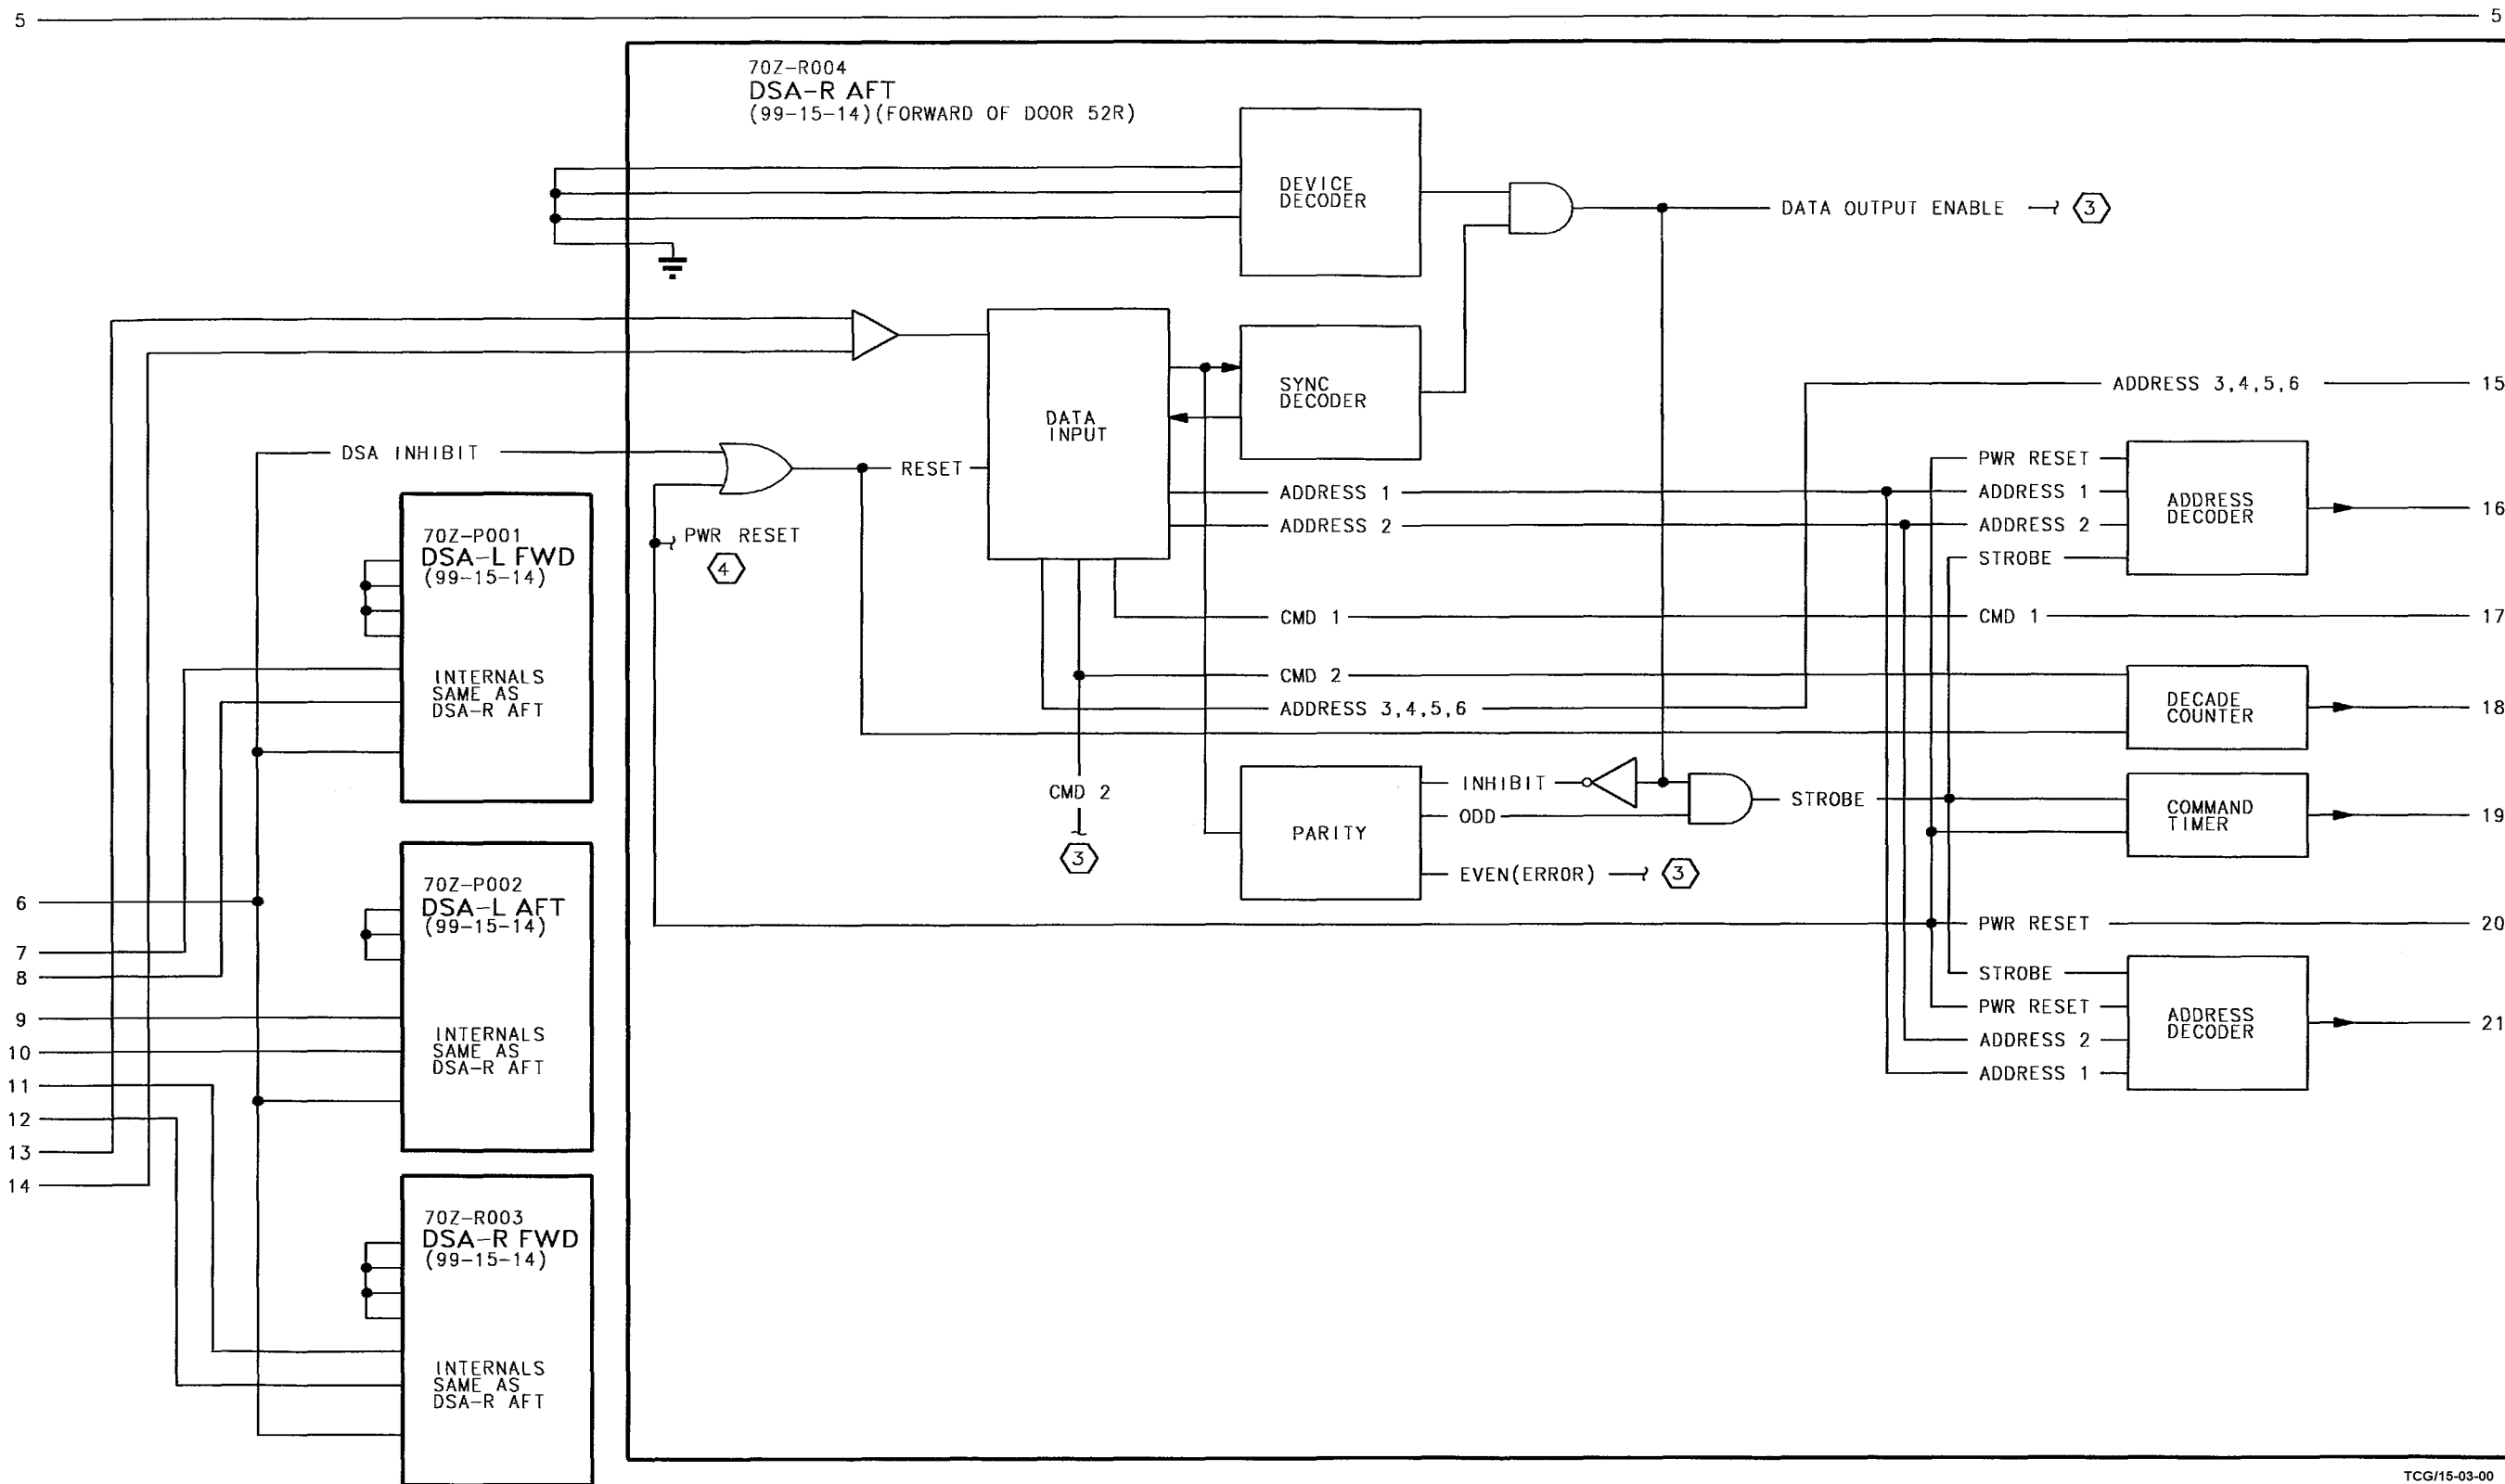 5
5
70Z-R004
DSA-R AFT
(99-15-14)(FORWARD OF DOOR 52R)
DEVICE
DECODER
DATA OUTPUT ENABLE
3
DATA
INPUT
SYNC
DECODER
ADDRESS 3,4,5,6
15
DSA INHIBIT
RESET
PWR RESET
4
ADDRESS 1
ADDRESS 2
PWR RESET
ADDRESS 1
ADDRESS 2
STROBE
ADDRESS
DECODER
16
70Z-P001
DSA-L FWD
(99-15-14)
INTERNALS
SAME AS
DSA-R AFT
CMD 1
CMD 1
17
CMD 2
ADDRESS 3,4,5,6
DECADE
COUNTER
18
CMD 2
3
PARITY
INHIBIT
ODD
EVEN(ERROR)
3
STROBE
COMMAND
TIMER
19
70Z-P002
DSA-L AFT
(99-15-14)
INTERNALS
SAME AS
DSA-R AFT
PWR RESET
20
STROBE
PWR RESET
ADDRESS 2
ADDRESS 1
ADDRESS
DECODER
21
6
7
8
9
10
11
12
13
14
70Z-R003
DSA-R FWD
(99-15-14)
INTERNALS
SAME AS
DSA-R AFT
TCG/15-03-00